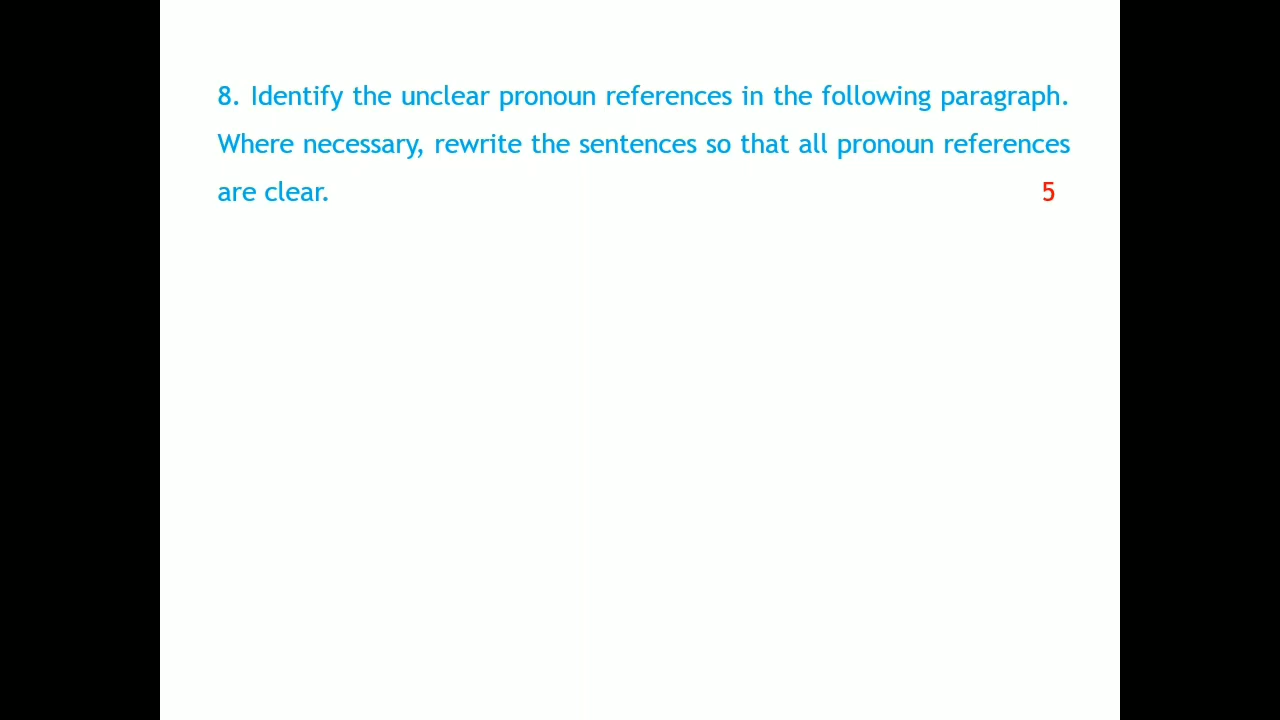 8. Identify the unclear pronoun references in the following paragraph.
Where necessary, rewrite the sentences so that all pronoun references
are clear. 5